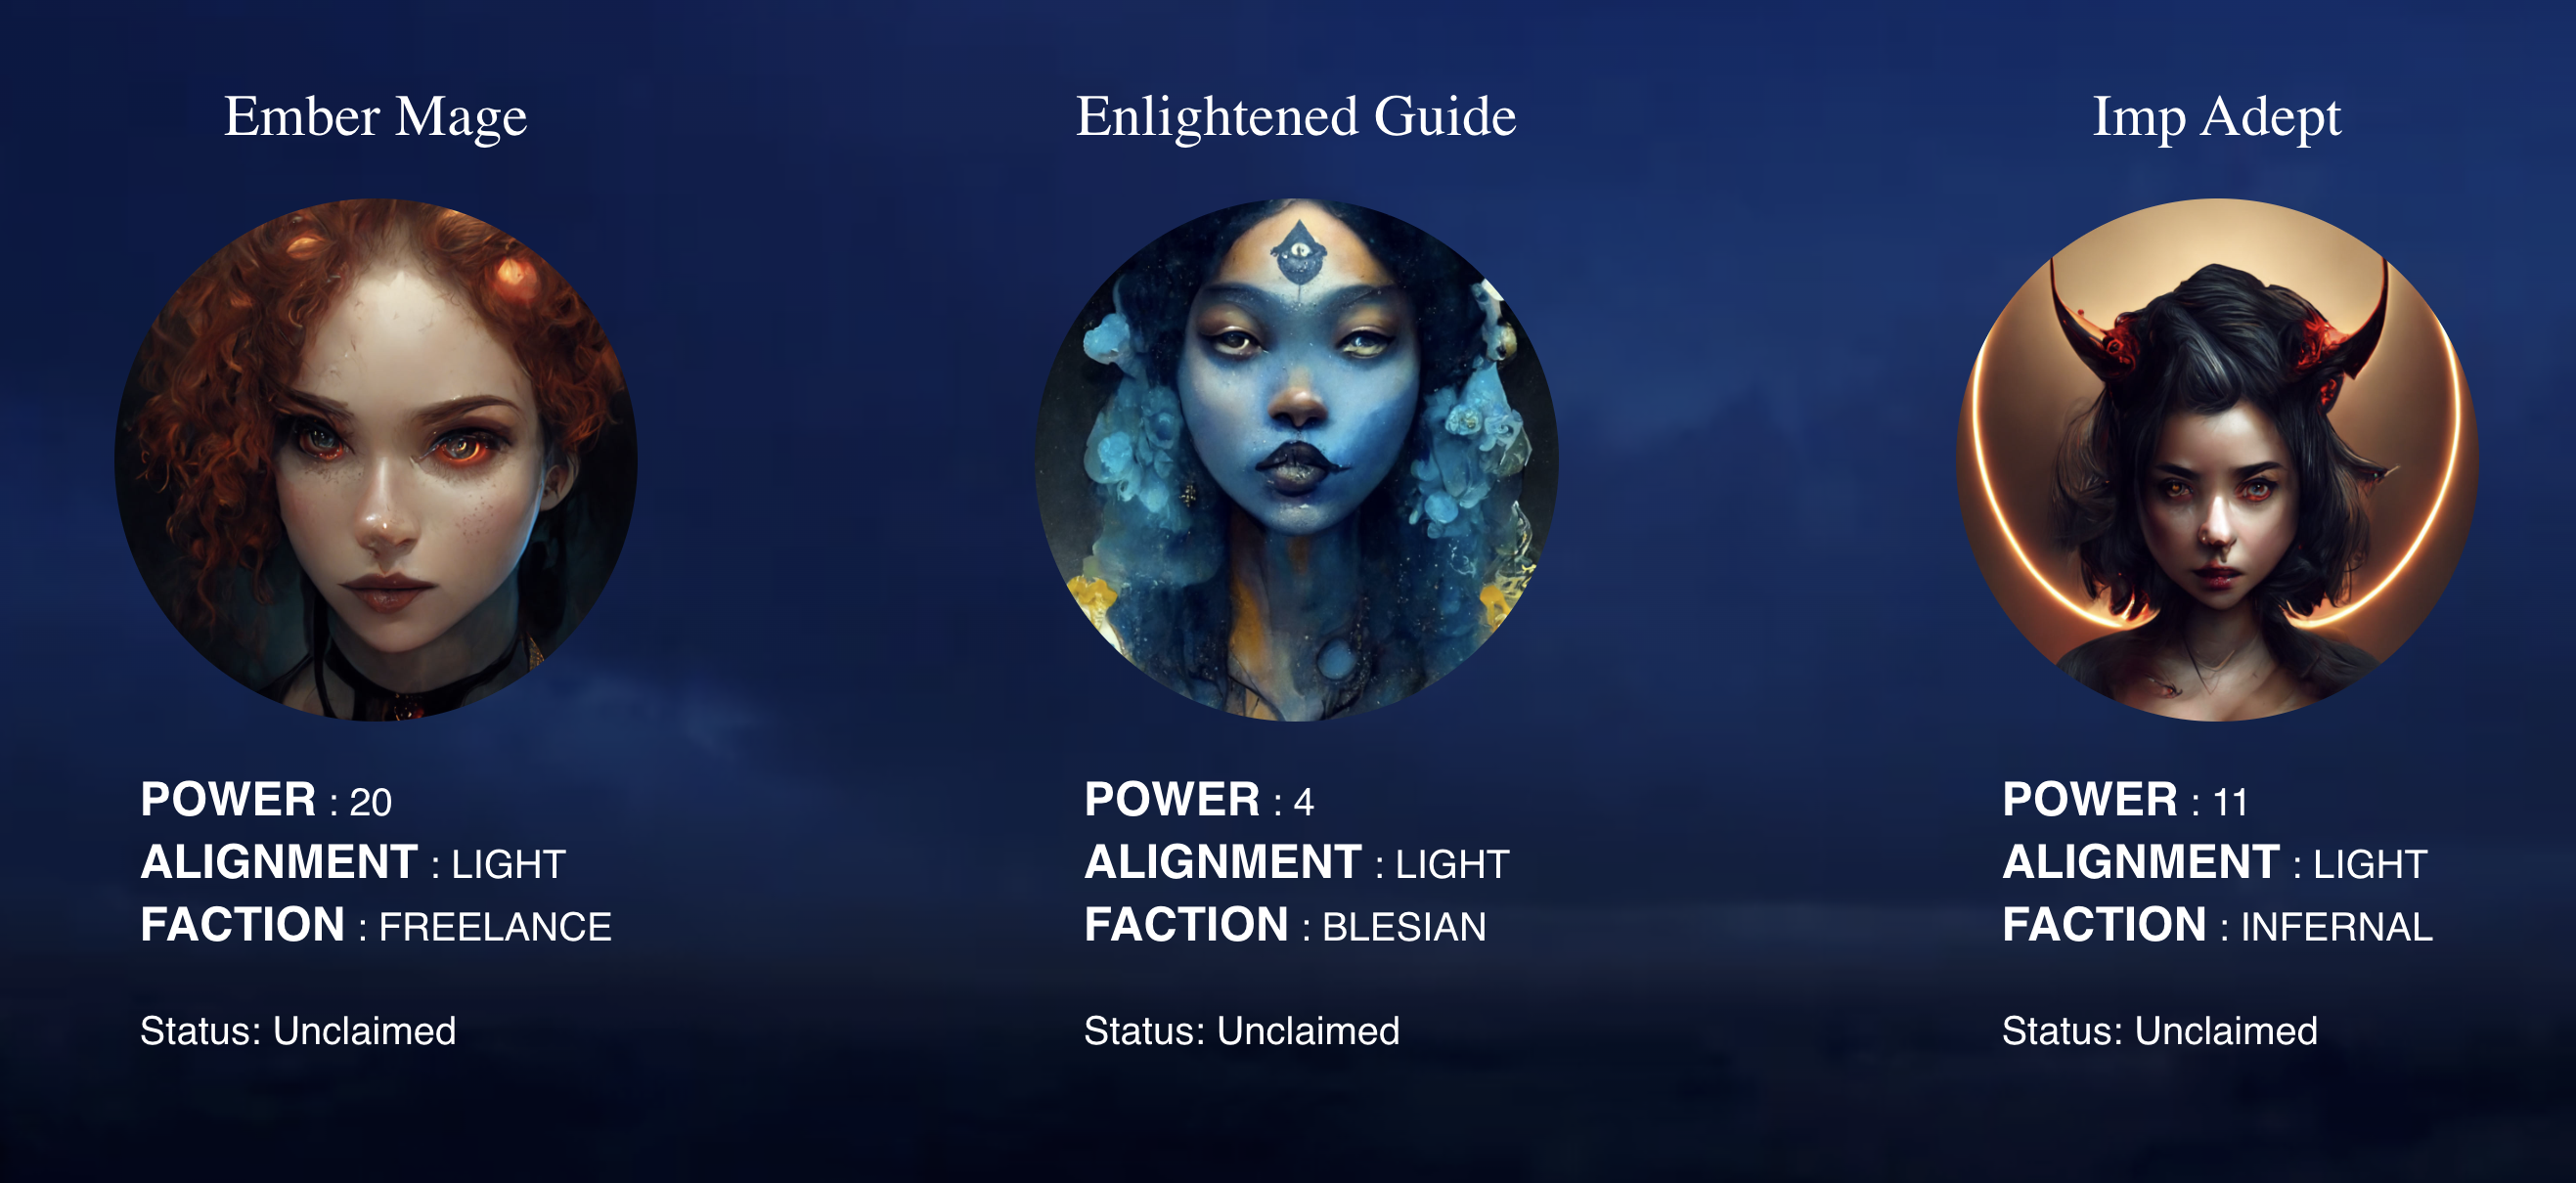 Ember Mage
POWER : 20
ALIGNMENT : LIGHT
FACTION : FREELANCE
Status: Unclaimed
Enlightened Guide
POWER : 4
ALIGNMENT : LIGHT
FACTION : BLESIAN
Status: Unclaimed
Imp Adept
POWER : 11
ALIGNMENT : LIGHT
FACTION : INFERNAL
Status: Unclaimed